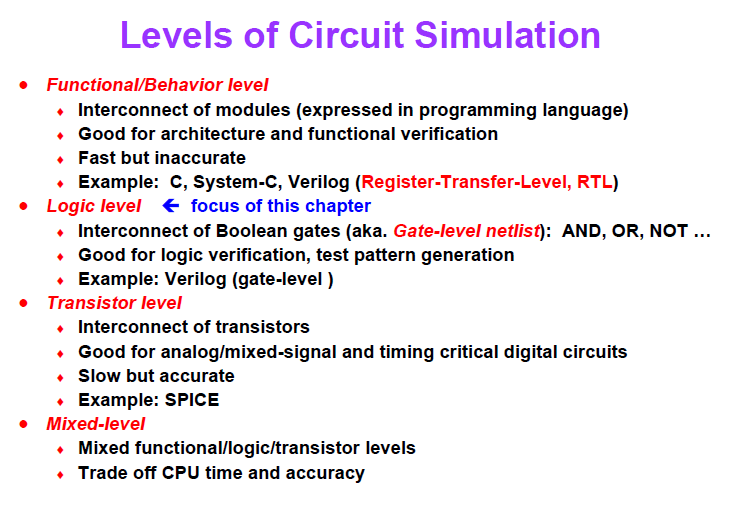 Levels of Circuit Simulation
● Functional/Behavior level
♦ Interconnect of modules (expressed in programming language)
♦ Good for architecture and functional verification
♦ Fast but inaccurate
♦ Example: C, System-C, Verilog (Register-Transfer-Level, RTL)
● Logic level ← focus of this chapter
♦ Interconnect of Boolean gates (aka. Gate-level netlist): AND, OR, NOT …
♦ Good for logic verification, test pattern generation
♦ Example: Verilog (gate-level )
● Transistor level
♦ Interconnect of transistors
♦ Good for analog/mixed-signal and timing critical digital circuits
♦ Slow but accurate
♦ Example: SPICE
● Mixed-level
♦ Mixed functional/logic/transistor levels
♦ Trade off CPU time and accuracy